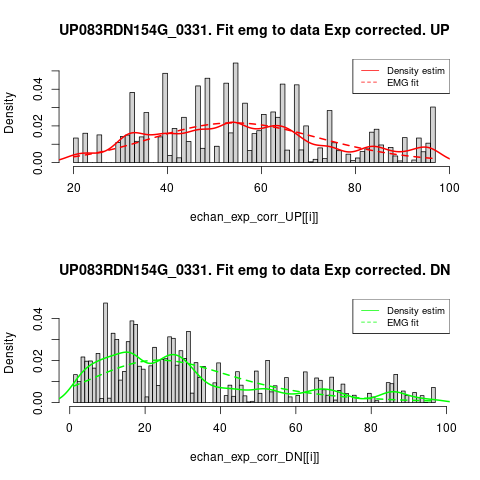 UP083RDN154G_0331. Fit emg to data Exp corrected. UP
Density
0.00
0.02
0.04
Density estim
EMG fit
20
40
60
80
100
echan_exp_corr_UP[[i]]
UP083RDN154G_0331. Fit emg to data Exp corrected. DN
Density
0.00
0.02
0.04
Density estim
EMG fit
0
20
40
60
80
100
echan_exp_corr_DN[[i]]